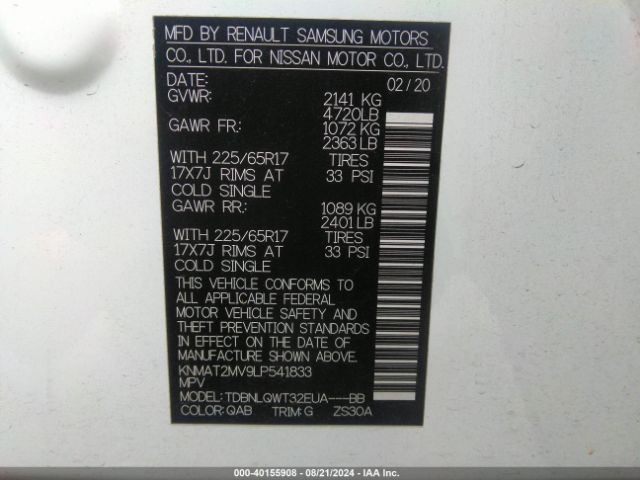 MFD BY RENAULT SAMSUNG MOTORS
CO., LTD. FOR NISSAN MOTOR CO., LTD.
DATE: 02/20
GVWR: 2141 KG
4720LB
GAWR FR: 1072 KG
2363 LB
WITH 225/65R17 TIRES
17X7J RIMS AT 33 PSI
COLD SINGLE
GAWR RR: 1089 KG
2401 LB
WITH 225/65R17 TIRES
17X7J RIMS AT 33 PSI
COLD SINGLE
THIS VEHICLE CONFORMS TO
ALL APPLICABLE FEDERAL
MOTOR VEHICLE SAFETY AND
THEFT PREVENTION STANDARDS
IN EFFECT ON THE DATE OF
MANUFACTURE SHOWN ABOVE.
KNMAT2MV9LP541833
MPV
MODEL: TDBNLQWT32EUA---BB
COLOR: QAB TRIM: G ZS30A
000-40155908 - 08/21/2024 - IAA Inc.